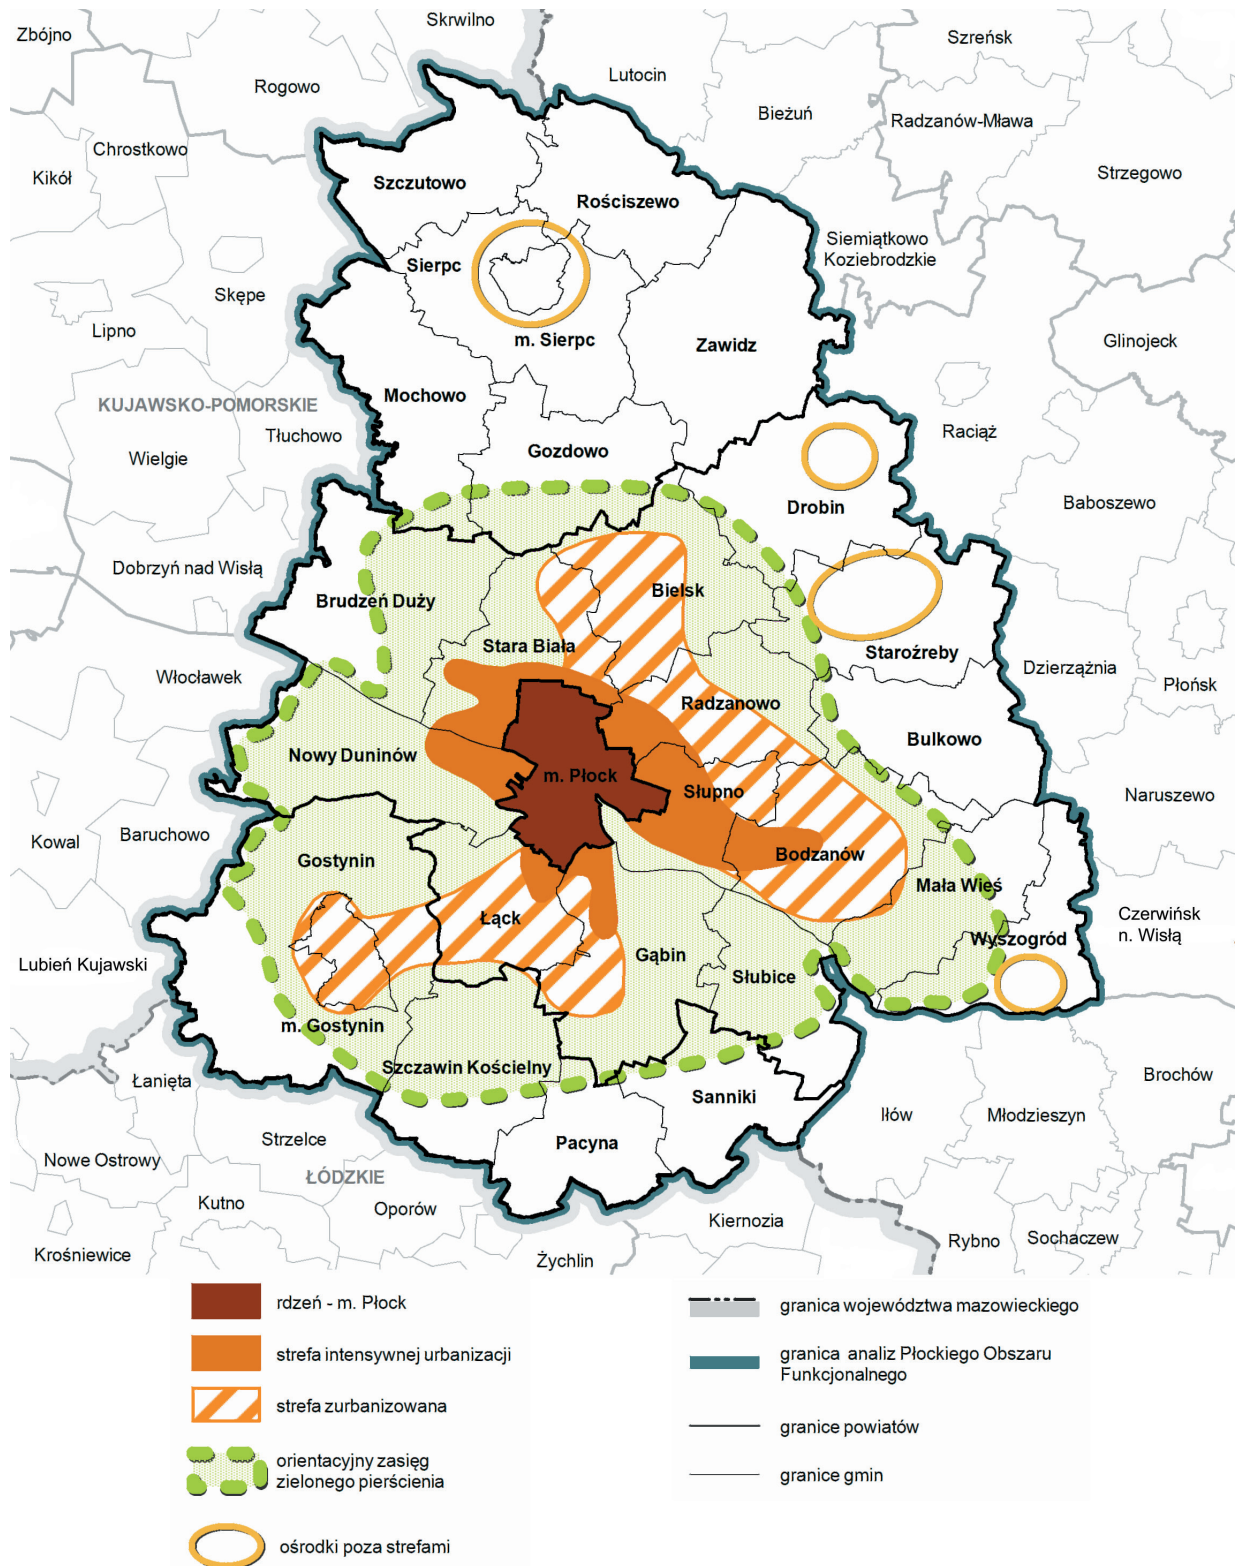 Skrwilno
Zbójno
Szreńsk
Lutocin
Rogowo
Bieżuń
Radzanów-Mława
Chrostkowo
Strzegowo
Kikół
Szczutowo
Rościszewo
Siemiątkowo
Koziebrodzkie
Sierpc
Skępe
Lipno
m. Sierpc
Zawidz
Glinojeck
Mochowo
KUJAWSKO-POMORSKIE
Tłuchowo
Raciąż
Wielgie
Gozdowo
Drobin
Baboszewo
Dobrzyń nad Wisłą
Brudzeń Duży
Bielsk
Stara Biała
Staroźreby
Dzierzążnia
Włocławek
Płońsk
Radzanowo
Bulkowo
Nowy Duninów
m. Płock
Słupno
Naruszewo
Kowal
Baruchowo
Gostynin
Bodzanów
Mała Wieś
Łąck
Czerwińsk
n. Wisłą
Wyszogród
Gąbin
Lubień Kujawski
Słubice
m. Gostynin
Szczawin Kościelny
Łanięta
Brochów
Sanniki
Iłów
Młodzieszyn
Strzelce
Pacyna
Nowe Ostrowy
ŁÓDZKIE
Kutno
Oporów
Kiernozia
Sochaczew
Rybno
Krośniewice
Żychlin
rdzeń - m. Płock
strefa intensywnej urbanizacji
strefa zurbanizowana
orientacyjny zasięg
zielonego pierścienia
ośrodki poza strefami
granica województwa mazowieckiego
granica analiz Płockiego Obszaru
Funkcjonalnego
granice powiatów
granice gmin